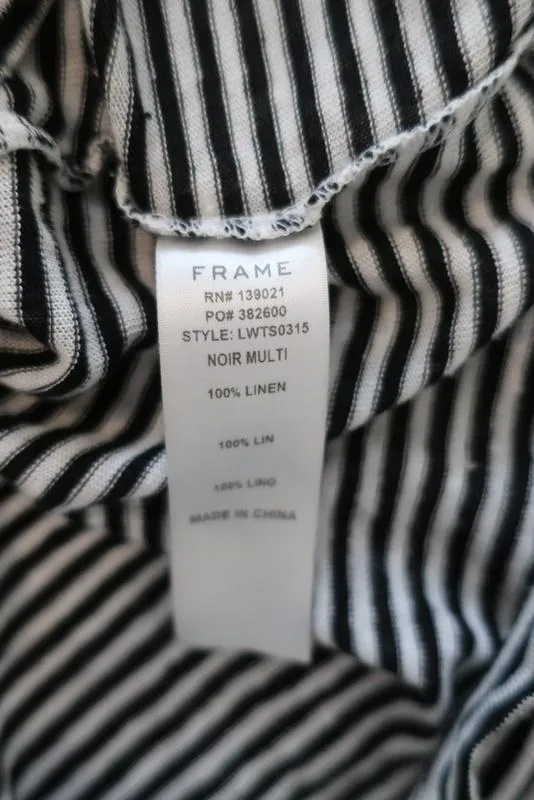 FRAME
RN# 139021
PO# 382600
STYLE: LWTS0315
NOIR MULTI
100% LINEN
100% LIN
100% LINO
MADE IN CHINA